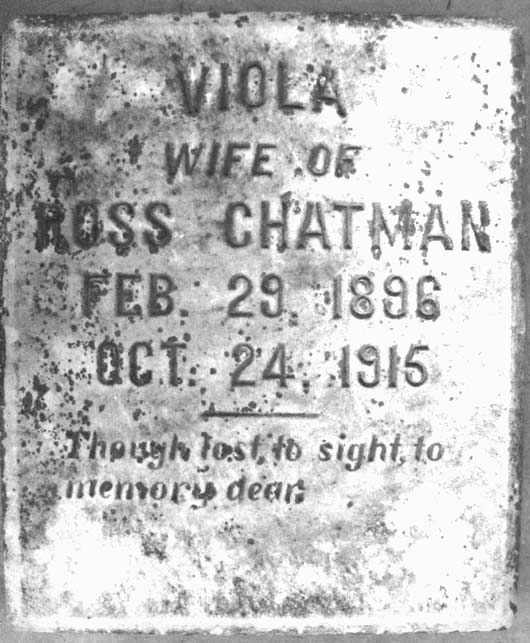 VIOLA
WIFE OF
ROSS CHATMAN
FEB. 29. 1896
OCT. 24, 1915
Though lost, to sight, to
memory dear.